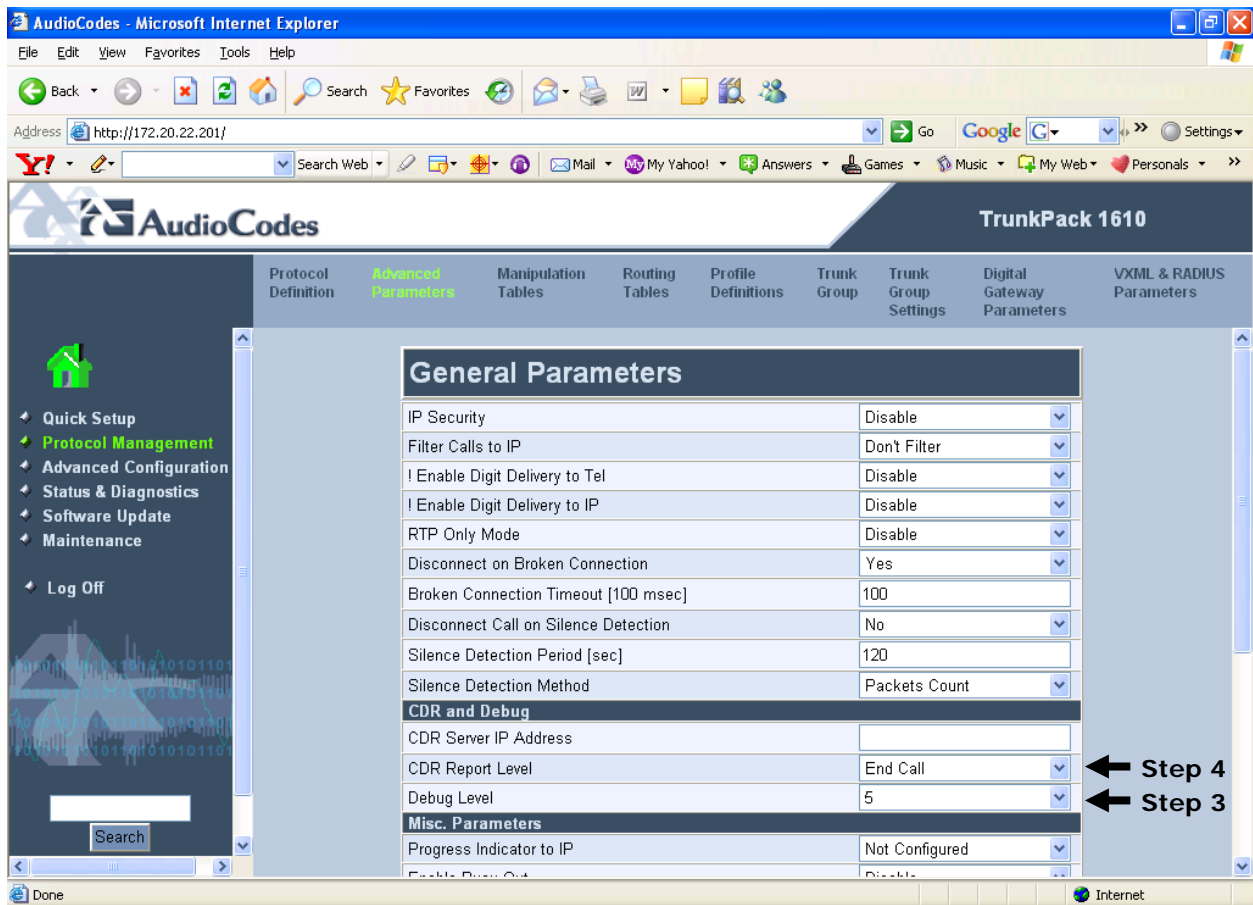 AudioCodes - Microsoft Internet Explorer
File Edit View Favorites Tools Help
Back Search Favorites
Address http://172.20.22.201/ Go Google G Settings
Y! Search Web Mail My Yahoo! Answers Games Music My Web Personals
AudioCodes
TrunkPack 1610
Protocol Definition
Advanced Parameters
Manipulation Tables
Routing Tables
Profile Definitions
Trunk Group
Trunk Group Settings
Digital Gateway Parameters
VXML & RADIUS Parameters
Quick Setup
Protocol Management
Advanced Configuration
Status & Diagnostics
Software Update
Maintenance
Log Off
Search
General Parameters
IP Security Disable
Filter Calls to IP Don't Filter
! Enable Digit Delivery to Tel Disable
! Enable Digit Delivery to IP Disable
RTP Only Mode Disable
Disconnect on Broken Connection Yes
Broken Connection Timeout [100 msec] 100
Disconnect Call on Silence Detection No
Silence Detection Period [sec] 120
Silence Detection Method Packets Count
CDR and Debug
CDR Server IP Address
CDR Report Level End Call Step 4
Debug Level 5 Step 3
Misc. Parameters
Progress Indicator to IP Not Configured
Done Internet